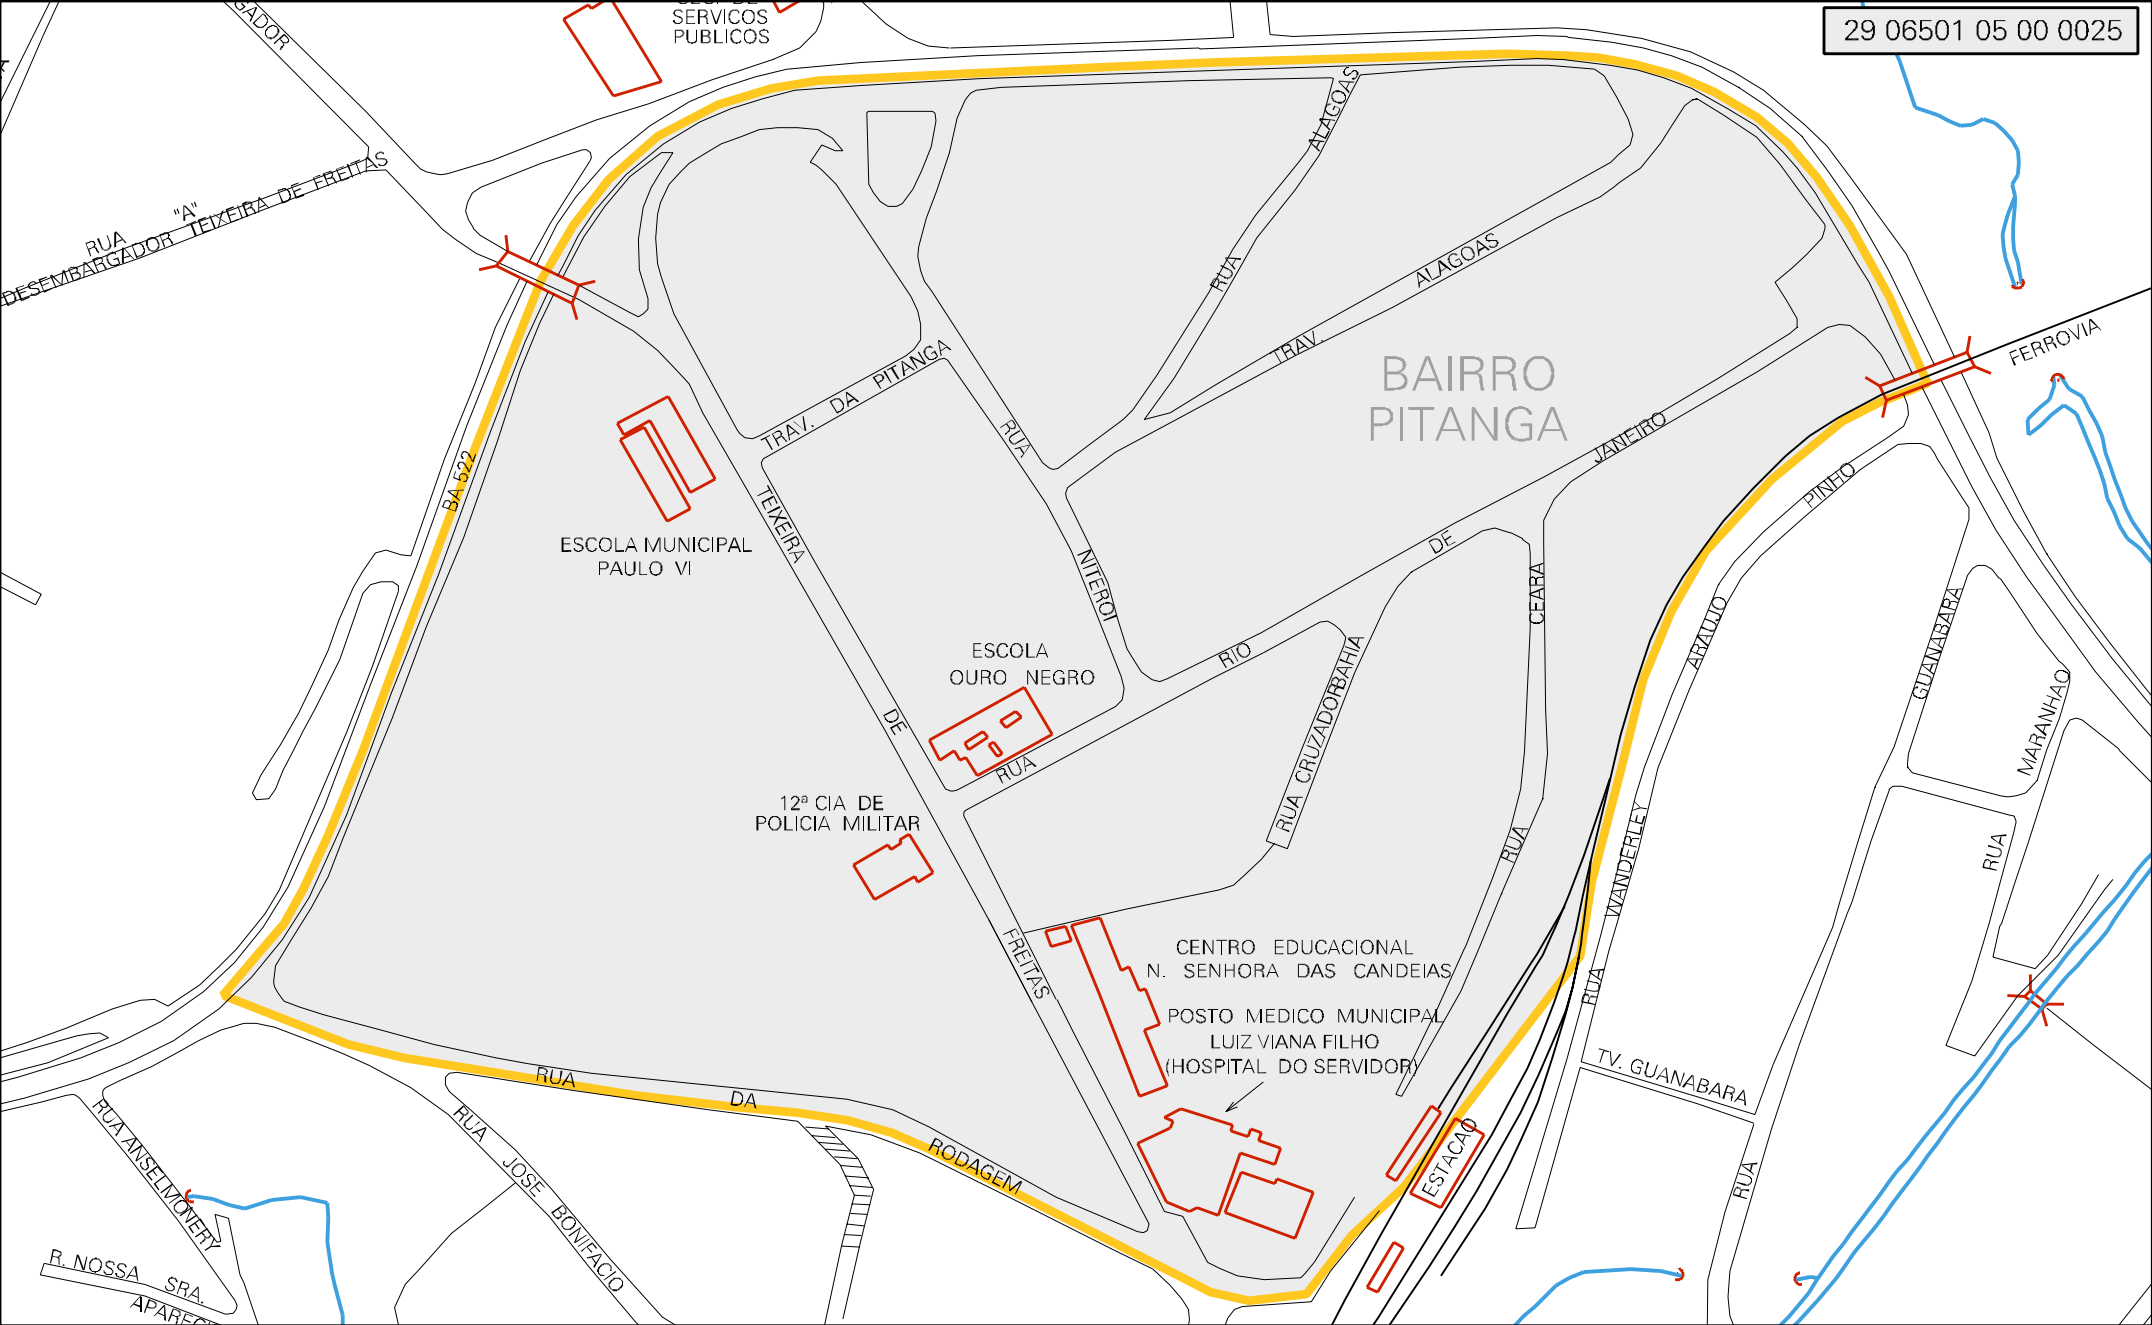 29 06501 05 00 0025
SERVICOS
PUBLICOS
GADOR
RUA "A"
DESEMBARGADOR TEIXEIRA DE FREITAS
RUA ALAGOAS
TRAV. ALAGOAS
BAIRRO
PITANGA
FERROVIA
TRAV. DA PITANGA
RUA NITEROI
BA 522
ESCOLA MUNICIPAL
PAULO VI
TEIXEIRA DE FREITAS
RUA RIO DE JANEIRO
PINHO
ARAUJO
WANDERLEY
RUA
RUA CEARA
ESCOLA
OURO NEGRO
RUA CRUZADOR BAHIA
GUANABARA
MARANHAO
RUA
12ª CIA DE
POLICIA MILITAR
CENTRO EDUCACIONAL
N. SENHORA DAS CANDEIAS
POSTO MEDICO MUNICIPAL
LUIZ VIANA FILHO
(HOSPITAL DO SERVIDOR)
TV. GUANABARA
RUA
ESTACAO
RUA DA RODAGEM
RUA JOSE BONIFACIO
RUA ANSELMO NERY
R. NOSSA SRA.